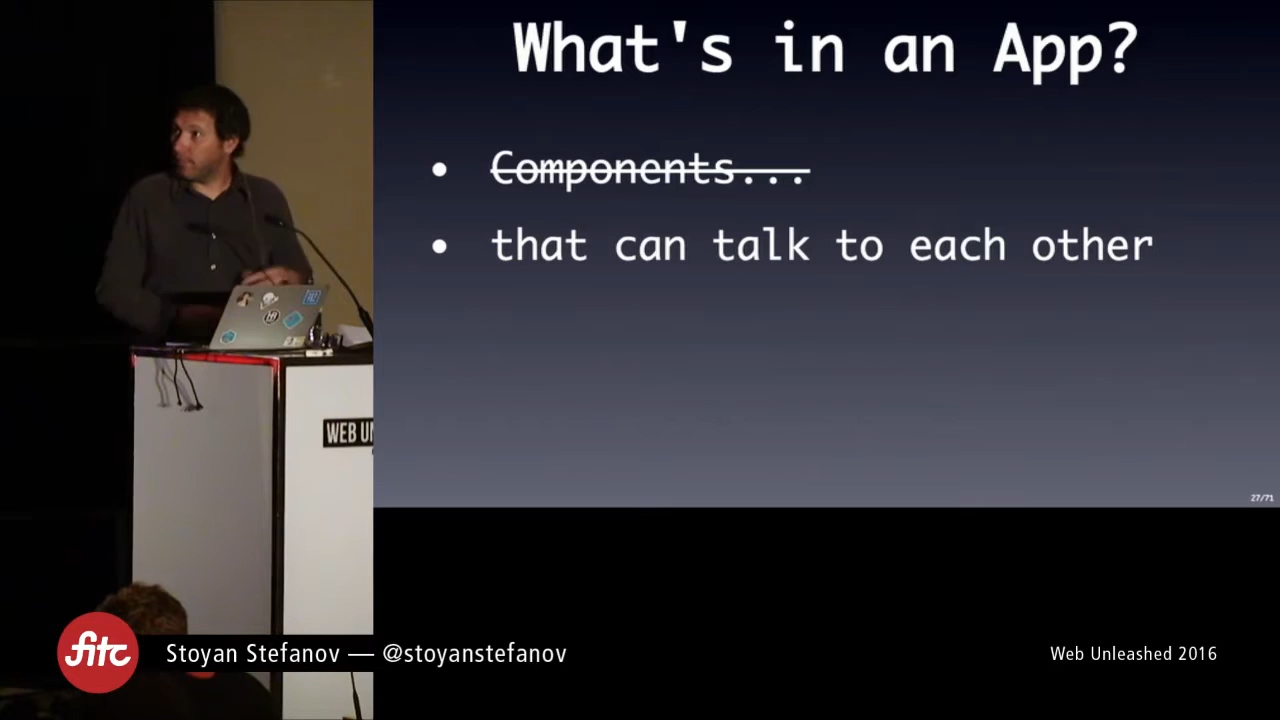 What's in an App?
• Components...
• that can talk to each other
27/71
WEB UN
fitc
Stoyan Stefanov — @stoyanstefanov
Web Unleashed 2016